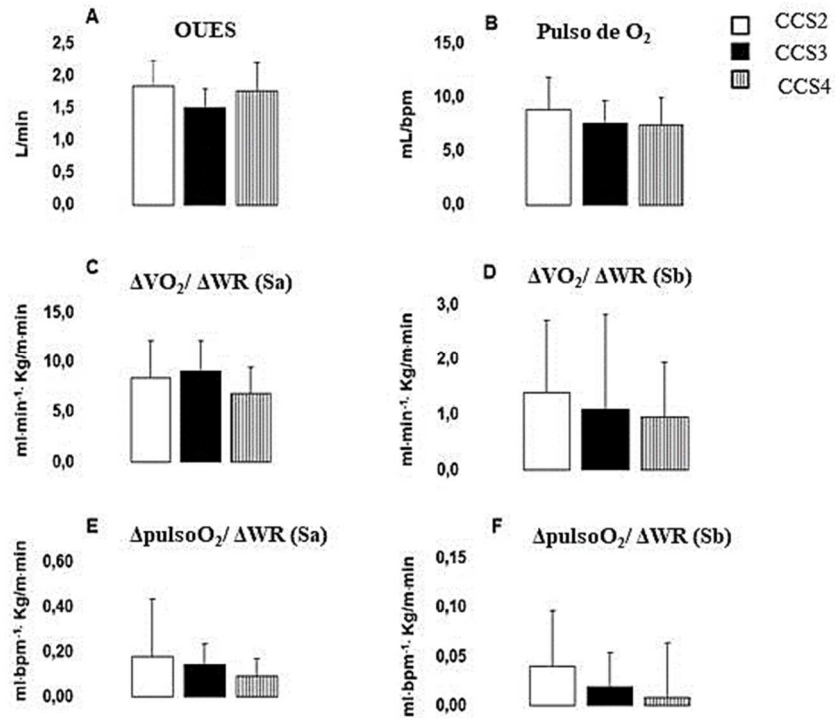 A
OUES
L/min
2,5
2,0
1,5
1,0
0,5
0,0
B
Pulso de O₂
mL/bpm
15,0
10,0
5,0
0,0
CCS2
CCS3
CCS4
C
ΔVO₂/ ΔWR (Sa)
ml·min⁻¹· Kg/m·min
15,0
10,0
5,0
0,0
D
ΔVO₂/ ΔWR (Sb)
ml·min⁻¹· Kg/m·min
3,0
2,0
1,0
0,0
E
ΔpulsoO₂/ ΔWR (Sa)
ml·bpm⁻¹· Kg/m·min
0,60
0,40
0,20
0,00
F
ΔpulsoO₂/ ΔWR (Sb)
ml·bpm⁻¹· Kg/m·min
0,15
0,10
0,05
0,00